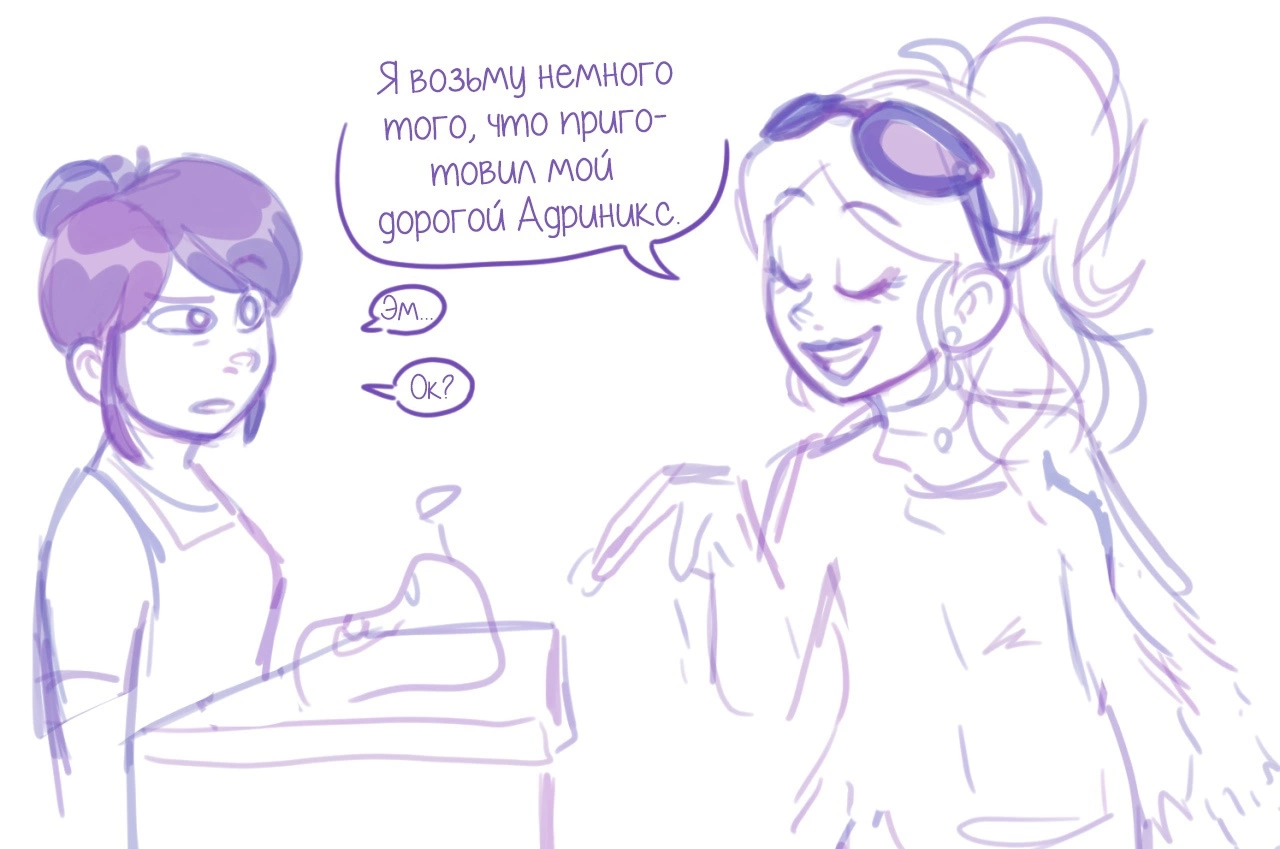 Я возьму немного
того, что приго-
товил мой
дорогой Адриникс.
Эм...
Ок?